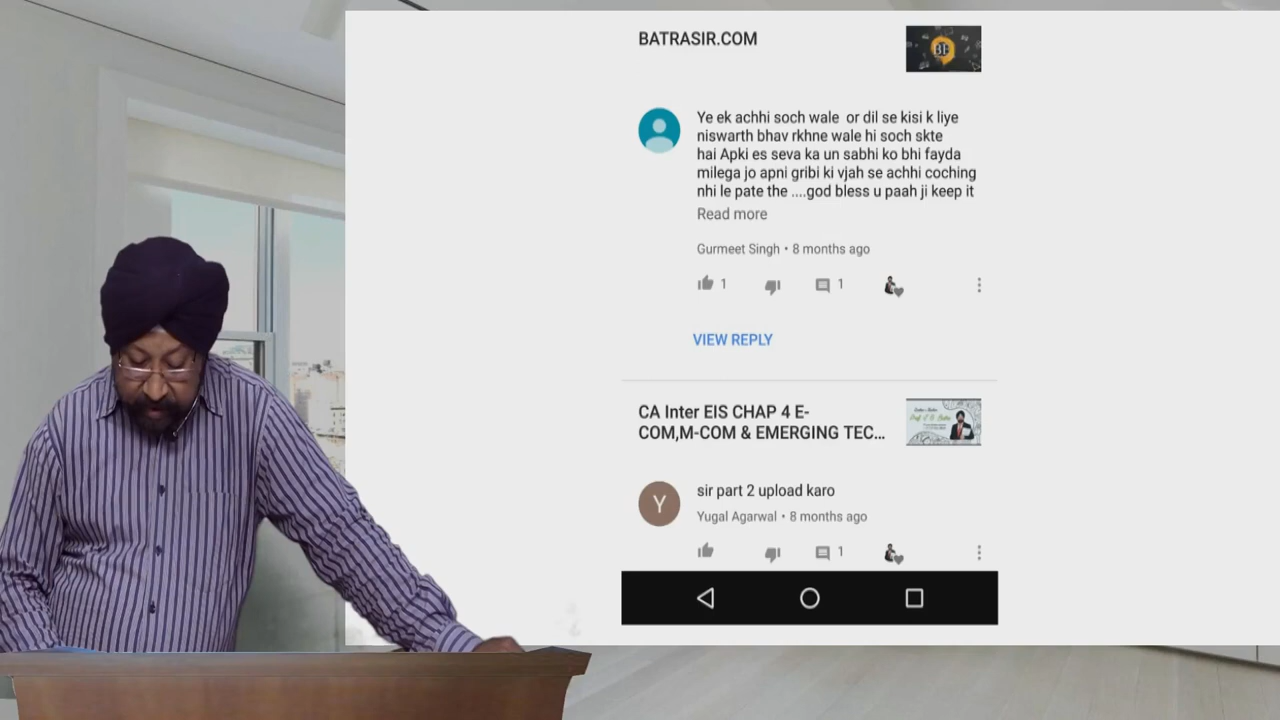 BATRASIR.COM
Ye ek achhi soch wale or dil se kisi k liye
niswarth bhav rkhne wale hi soch skte
hai Apki es seva ka un sabhi ko bhi fayda
milega jo apni gribi ki vjah se achhi coching
nhi le pate the ....god bless u paah ji keep it
Read more
Gurmeet Singh • 8 months ago
1
1
VIEW REPLY
CA Inter EIS CHAP 4 E-
COM,M-COM & EMERGING TEC...
Y
sir part 2 upload karo
Yugal Agarwal • 8 months ago
1